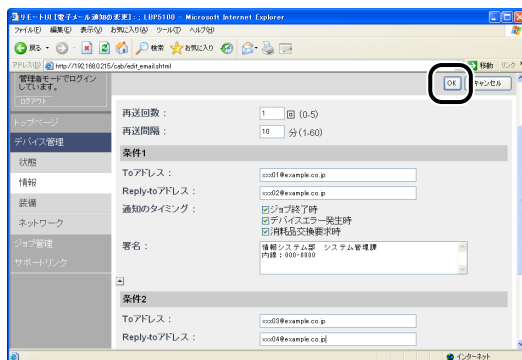 リモートUI [電子メール通知の変更] : : LBP5100 - Microsoft Internet Explorer
ファイル(F) 編集(E) 表示(V) お気に入り(A) ツール(T) ヘルプ(H)
戻る 検索 お気に入り
アドレス(D) http://192.168.0.215/cab/edit_email.shtml 移動 リンク
管理者モードでログインしています。
ログアウト
OK キャンセル
トップページ
デバイス管理
状態
情報
装備
ネットワーク
ジョブ管理
サポートリンク
再送回数: 1 回 (0-5)
再送間隔: 10 分(1-60)
条件1
Toアドレス: xxx01@example.co.jp
Reply-toアドレス: xxx02@example.co.jp
通知のタイミング: ジョブ終了時
デバイスエラー発生時
消耗品交換要求時
署名: 情報システム部 システム管理課
内線:000-0000
条件2
Toアドレス: xxx03@example.co.jp
Reply-toアドレス: xxx04@example.co.jp
インターネット